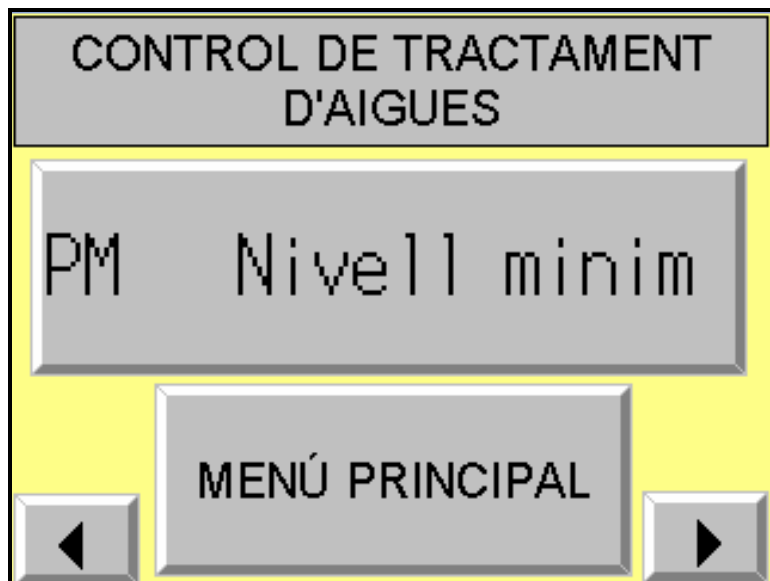 CONTROL DE TRACTAMENT
D'AIGUES
PM Nivell minim
MENÚ PRINCIPAL